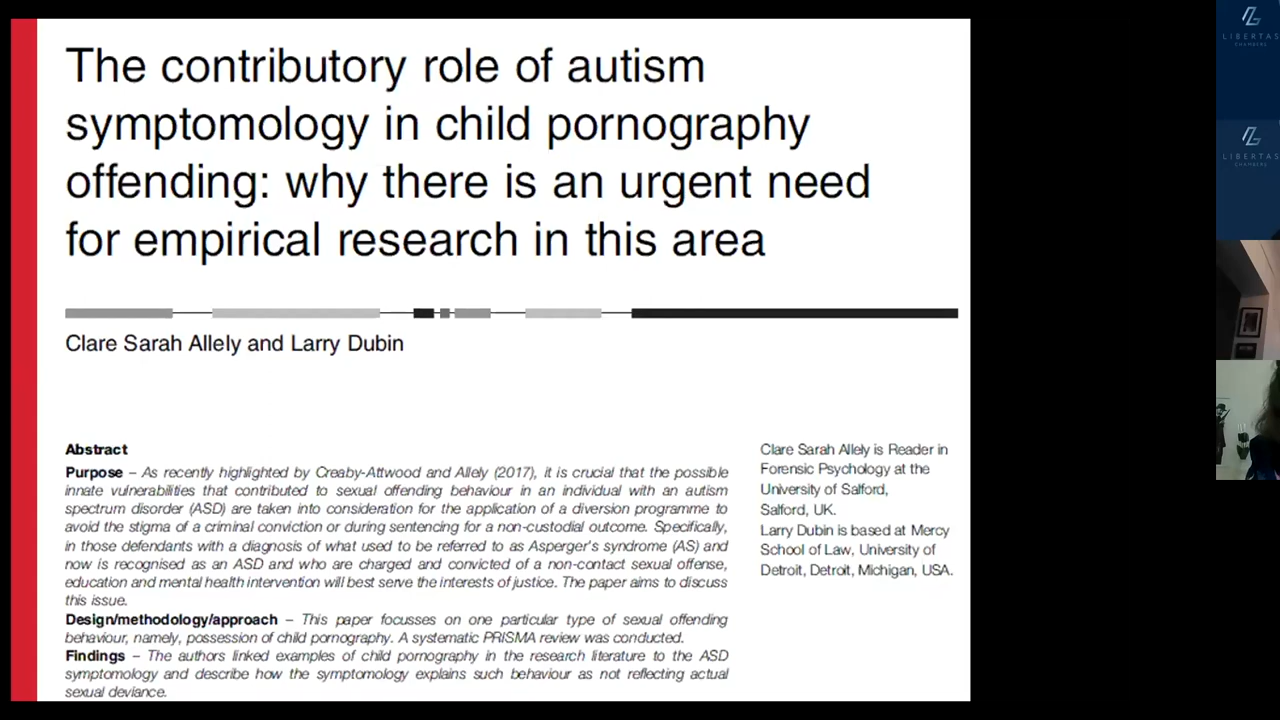 The contributory role of autism
symptomology in child pornography
offending: why there is an urgent need
for empirical research in this area
Clare Sarah Allely and Larry Dubin
Abstract
Purpose – As recently highlighted by Creaby-Attwood and Allely (2017), it is crucial that the possible
innate vulnerabilities that contributed to sexual offending behaviour in an individual with an autism
spectrum disorder (ASD) are taken into consideration for the application of a diversion programme to
avoid the stigma of a criminal conviction or during sentencing for a non-custodial outcome. Specifically,
in those defendants with a diagnosis of what used to be referred to as Asperger's syndrome (AS) and
now is recognised as an ASD and who are charged and convicted of a non-contact sexual offense,
education and mental health intervention will best serve the interests of justice. The paper aims to discuss
this issue.
Design/methodology/approach – This paper focusses on one particular type of sexual offending
behaviour, namely, possession of child pornography. A systematic PRISMA review was conducted.
Findings – The authors linked examples of child pornography in the research literature to the ASD
symptomology and describe how the symptomology explains such behaviour as not reflecting actual
sexual deviance.
Clare Sarah Allely is Reader in
Forensic Psychology at the
University of Salford,
Salford, UK.
Larry Dubin is based at Mercy
School of Law, University of
Detroit, Detroit, Michigan, USA.
LIBERTAS
CHAMBERS
LIBERTAS
CHAMBERS